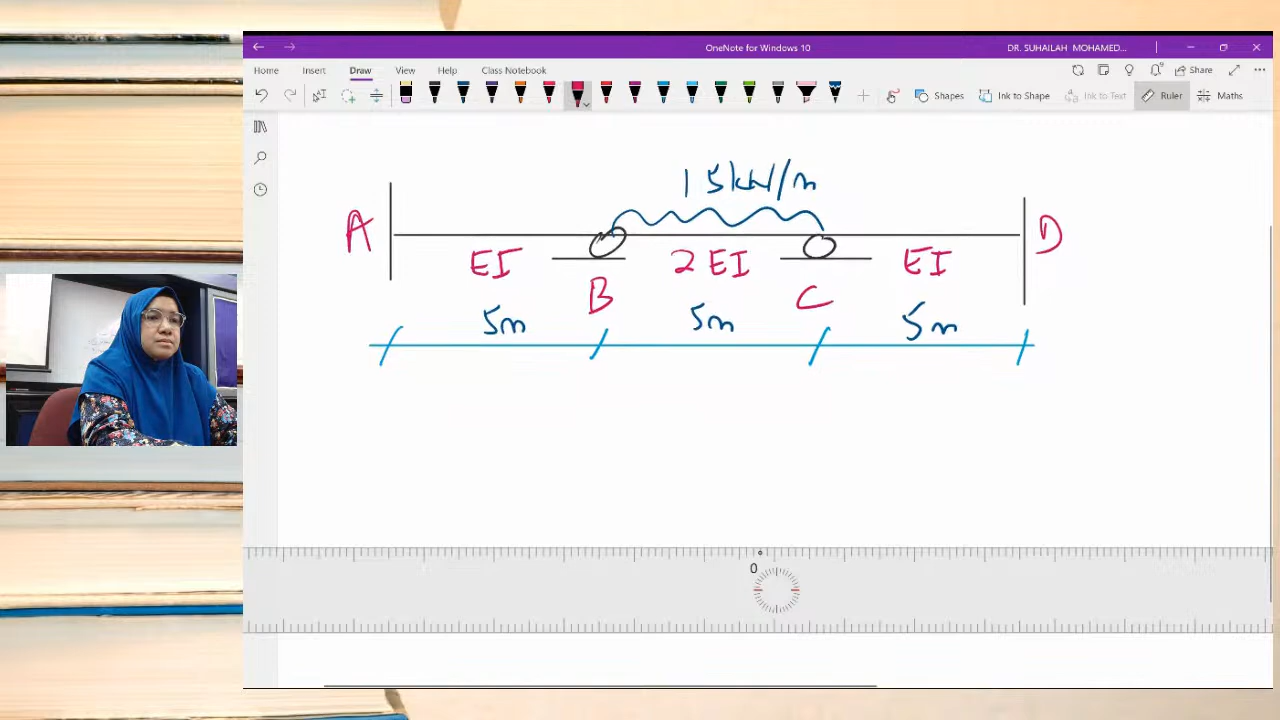 OneNote for Windows 10
DR. SUHAILAH MOHAMED...
Home Insert Draw View Help Class Notebook
Share
Shapes Ink to Shape Ink to Text Ruler Maths
15kN/m
A D
EI 2EI EI
B C
5m 5m 5m
0